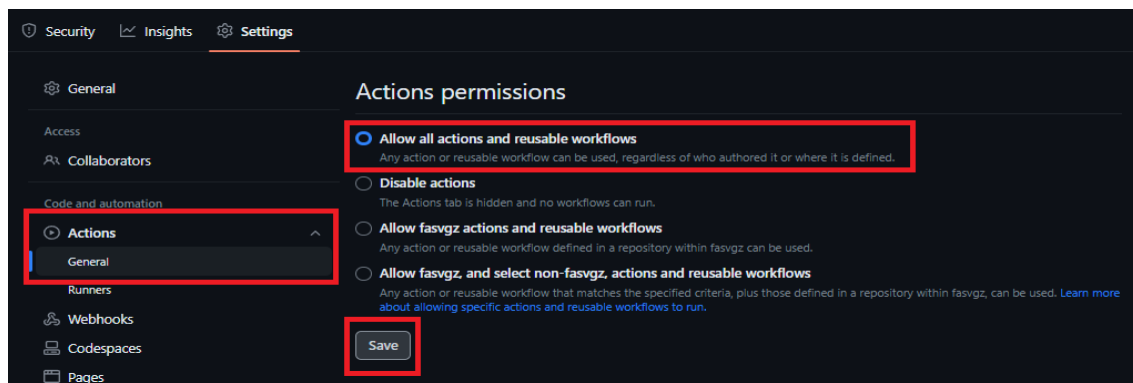 Security Insights Settings
General
Access
Collaborators
Code and automation
Actions
General
Runners
Webhooks
Codespaces
Pages
Actions permissions
Allow all actions and reusable workflows
Any action or reusable workflow can be used, regardless of who authored it or where it is defined.
Disable actions
The Actions tab is hidden and no workflows can run.
Allow fasvgz actions and reusable workflows
Any action or reusable workflow defined in a repository within fasvgz can be used.
Allow fasvgz, and select non-fasvgz, actions and reusable workflows
Any action or reusable workflow that matches the specified criteria, plus those defined in a repository within fasvgz, can be used. Learn more
about allowing specific actions and reusable workflows to run.
Save